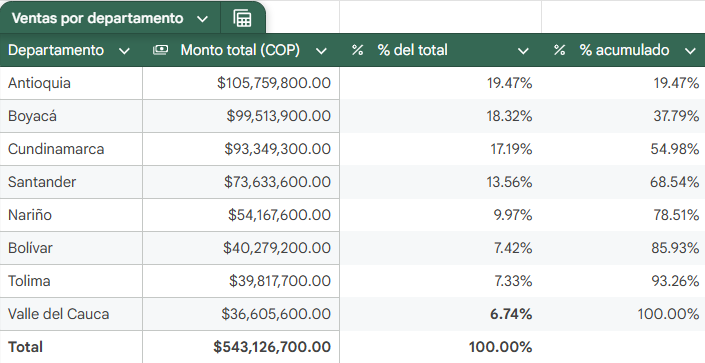 Ventas por departamento
Departamento Monto total (COP) % % del total % % acumulado
Antioquia $105,759,800.00 19.47% 19.47%
Boyacá $99,513,900.00 18.32% 37.79%
Cundinamarca $93,349,300.00 17.19% 54.98%
Santander $73,633,600.00 13.56% 68.54%
Nariño $54,167,600.00 9.97% 78.51%
Bolívar $40,279,200.00 7.42% 85.93%
Tolima $39,817,700.00 7.33% 93.26%
Valle del Cauca $36,605,600.00 6.74% 100.00%
Total $543,126,700.00 100.00%